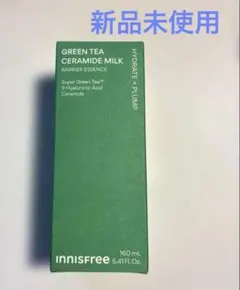 新品未使用
GREEN TEA
CERAMIDE MILK
BARRIER ESSENCE
Super Green Tea™
9 Hyaluronic Acid
Ceramide
HYDRATE + PLUMP
innisfree
160 mL
5.41 Fl. Oz.